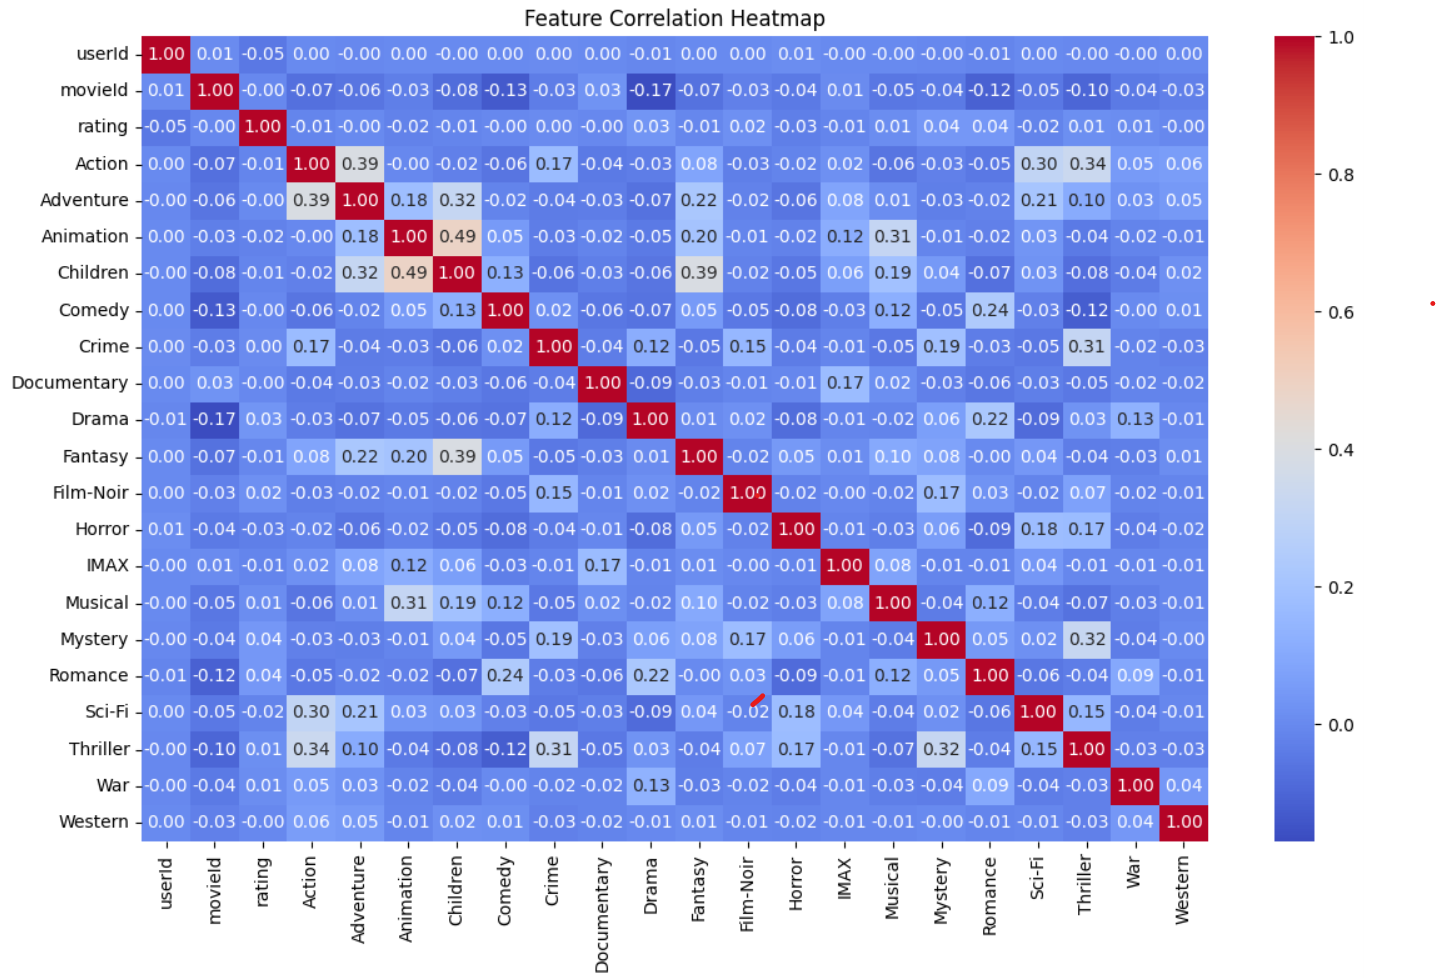 Feature Correlation Heatmap
userId 1.00 0.01 -0.05 0.00 -0.00 -0.00 -0.00 0.00 0.00 0.00 -0.01 0.00 0.00 0.01 -0.00 -0.00 -0.00 -0.01 0.00 -0.00 -0.00 0.00
movieId 0.01 1.00 -0.00 -0.07 -0.06 -0.03 -0.08 -0.13 -0.03 0.03 -0.17 -0.07 -0.03 -0.04 0.01 -0.05 -0.04 -0.12 -0.05 -0.10 -0.04 -0.03
rating -0.05 -0.00 1.00 -0.01 -0.00 -0.02 -0.01 -0.00 0.00 -0.00 0.03 -0.01 0.02 -0.03 -0.01 0.01 0.04 0.04 -0.02 0.01 0.01 -0.00
Action 0.00 -0.07 -0.01 1.00 0.39 -0.00 -0.02 -0.06 0.17 -0.04 -0.03 0.08 -0.03 -0.02 0.02 -0.06 -0.03 -0.05 0.30 0.34 0.05 0.06
Adventure -0.00 -0.06 -0.00 0.39 1.00 0.18 0.32 -0.02 -0.04 -0.03 -0.07 0.22 -0.02 -0.06 0.08 0.01 -0.03 -0.02 0.21 0.10 0.03 0.05
Animation -0.00 -0.03 -0.02 -0.00 0.18 1.00 0.49 0.05 -0.03 -0.02 -0.05 0.20 -0.01 -0.02 0.12 0.31 -0.01 -0.02 0.03 -0.04 -0.02 -0.01
Children -0.00 -0.08 -0.01 -0.02 0.32 0.49 1.00 0.13 -0.06 -0.03 -0.06 0.39 -0.02 -0.05 0.06 0.19 0.04 -0.07 0.03 -0.08 -0.04 0.02
Comedy 0.00 -0.13 -0.00 -0.06 -0.02 0.05 0.13 1.00 0.02 -0.06 -0.07 0.05 -0.05 -0.08 -0.03 0.12 -0.05 0.24 -0.03 -0.12 -0.00 0.01
Crime 0.00 -0.03 0.00 0.17 -0.04 -0.03 -0.06 0.02 1.00 -0.04 0.12 -0.05 0.15 -0.04 -0.01 -0.05 0.19 -0.03 -0.05 0.31 -0.02 -0.03
Documentary 0.00 0.03 -0.00 -0.04 -0.03 -0.02 -0.03 -0.06 -0.04 1.00 -0.09 -0.03 -0.01 -0.01 0.17 0.02 -0.03 -0.06 -0.03 -0.05 -0.02 -0.02
Drama -0.01 -0.17 0.03 -0.03 -0.07 -0.05 -0.06 -0.07 0.12 -0.09 1.00 0.01 0.02 -0.08 -0.01 -0.02 0.06 0.22 -0.09 0.03 0.13 -0.01
Fantasy 0.00 -0.07 -0.01 0.08 0.22 0.20 0.39 0.05 -0.05 -0.03 0.01 1.00 -0.02 0.05 0.01 0.10 0.08 -0.00 0.04 -0.04 -0.03 0.01
Film-Noir 0.00 -0.03 0.02 -0.03 -0.02 -0.01 -0.02 -0.05 0.15 -0.01 0.02 -0.02 1.00 -0.02 -0.00 -0.02 0.17 0.03 -0.02 0.07 -0.02 -0.01
Horror 0.01 -0.04 -0.03 -0.02 -0.06 -0.02 -0.05 -0.08 -0.04 -0.01 -0.08 0.05 -0.02 1.00 -0.01 -0.03 0.06 -0.09 0.18 0.17 -0.04 -0.02
IMAX -0.00 0.01 -0.01 0.02 0.08 0.12 0.06 -0.03 -0.01 0.17 -0.01 0.01 -0.00 -0.01 1.00 0.08 -0.01 -0.01 0.04 -0.01 -0.01 -0.01
Musical -0.00 -0.05 0.01 -0.06 0.01 0.31 0.19 0.12 -0.05 0.02 -0.02 0.10 -0.02 -0.03 0.08 1.00 -0.04 0.12 -0.04 -0.07 -0.03 -0.01
Mystery -0.00 -0.04 0.04 -0.03 -0.03 -0.01 0.04 -0.05 0.19 -0.03 0.06 0.08 0.17 0.06 -0.01 -0.04 1.00 0.05 0.02 0.32 -0.04 -0.00
Romance -0.01 -0.12 0.04 -0.05 -0.02 -0.02 -0.07 0.24 -0.03 -0.06 0.22 -0.00 0.03 -0.09 -0.01 0.12 0.05 1.00 -0.06 -0.04 0.09 -0.01
Sci-Fi 0.00 -0.05 -0.02 0.30 0.21 0.03 0.03 -0.03 -0.05 -0.03 -0.09 0.04 -0.02 0.18 0.04 -0.04 0.02 -0.06 1.00 0.15 -0.04 -0.01
Thriller -0.00 -0.10 0.01 0.34 0.10 -0.04 -0.08 -0.12 0.31 -0.05 0.03 -0.04 0.07 0.17 -0.01 -0.07 0.32 -0.04 0.15 1.00 -0.03 -0.03
War -0.00 -0.04 0.01 0.05 0.03 -0.02 -0.04 -0.00 -0.02 -0.02 0.13 -0.03 -0.02 -0.04 -0.01 -0.03 -0.04 0.09 -0.04 -0.03 1.00 0.04
Western 0.00 -0.03 -0.00 0.06 0.05 -0.01 0.02 0.01 -0.03 -0.02 -0.01 0.01 -0.01 -0.02 -0.01 -0.01 -0.00 -0.01 -0.01 -0.03 0.04 1.00
userId movieId rating Action Adventure Animation Children Comedy Crime Documentary Drama Fantasy Film-Noir Horror IMAX Musical Mystery Romance Sci-Fi Thriller War Western
1.0
0.8
0.6
0.4
0.2
0.0